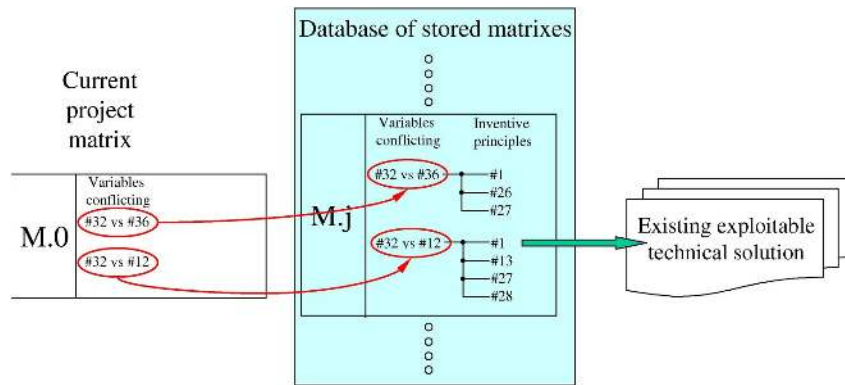 Current
project
matrix
M.0
Variables
conflicting
#32 vs #36
#32 vs #12
Database of stored matrixes
M.j
Variables
conflicting
Inventive
principles
#32 vs #36
#1
#26
#27
#32 vs #12
#1
#13
#27
#28
Existing exploitable
technical solution